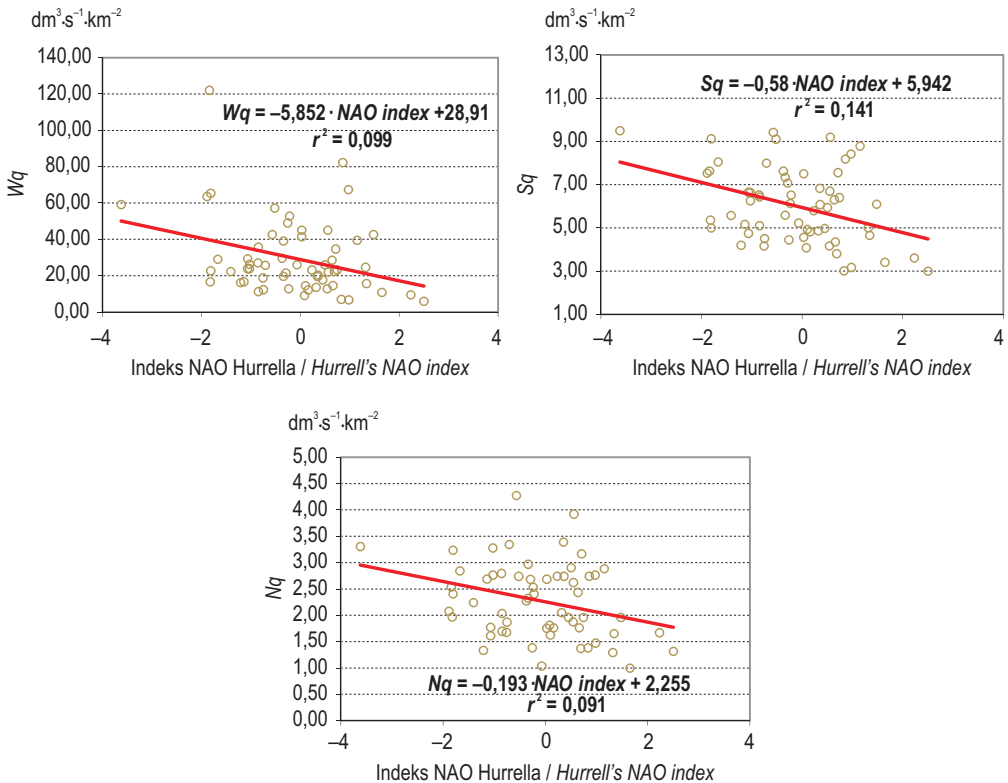 dm³·s⁻¹·km⁻²
140,00
120,00
100,00
80,00
60,00
40,00
20,00
0,00
Wq
Wq = –5,852 · NAO index +28,91
r² = 0,099
–4 –2 0 2 4
Indeks NAO Hurrella / Hurrell's NAO index
dm³·s⁻¹·km⁻²
13,00
11,00
9,00
7,00
5,00
3,00
1,00
Sq
Sq = –0,58·NAO index + 5,942
r² = 0,141
–4 –2 0 2 4
Indeks NAO Hurrella / Hurrell's NAO index
dm³·s⁻¹·km⁻²
5,00
4,50
4,00
3,50
3,00
2,50
2,00
1,50
1,00
0,50
0,00
Nq
Nq = –0,193·NAO index + 2,255
r² = 0,091
–4 –2 0 2 4
Indeks NAO Hurrella / Hurrell's NAO index